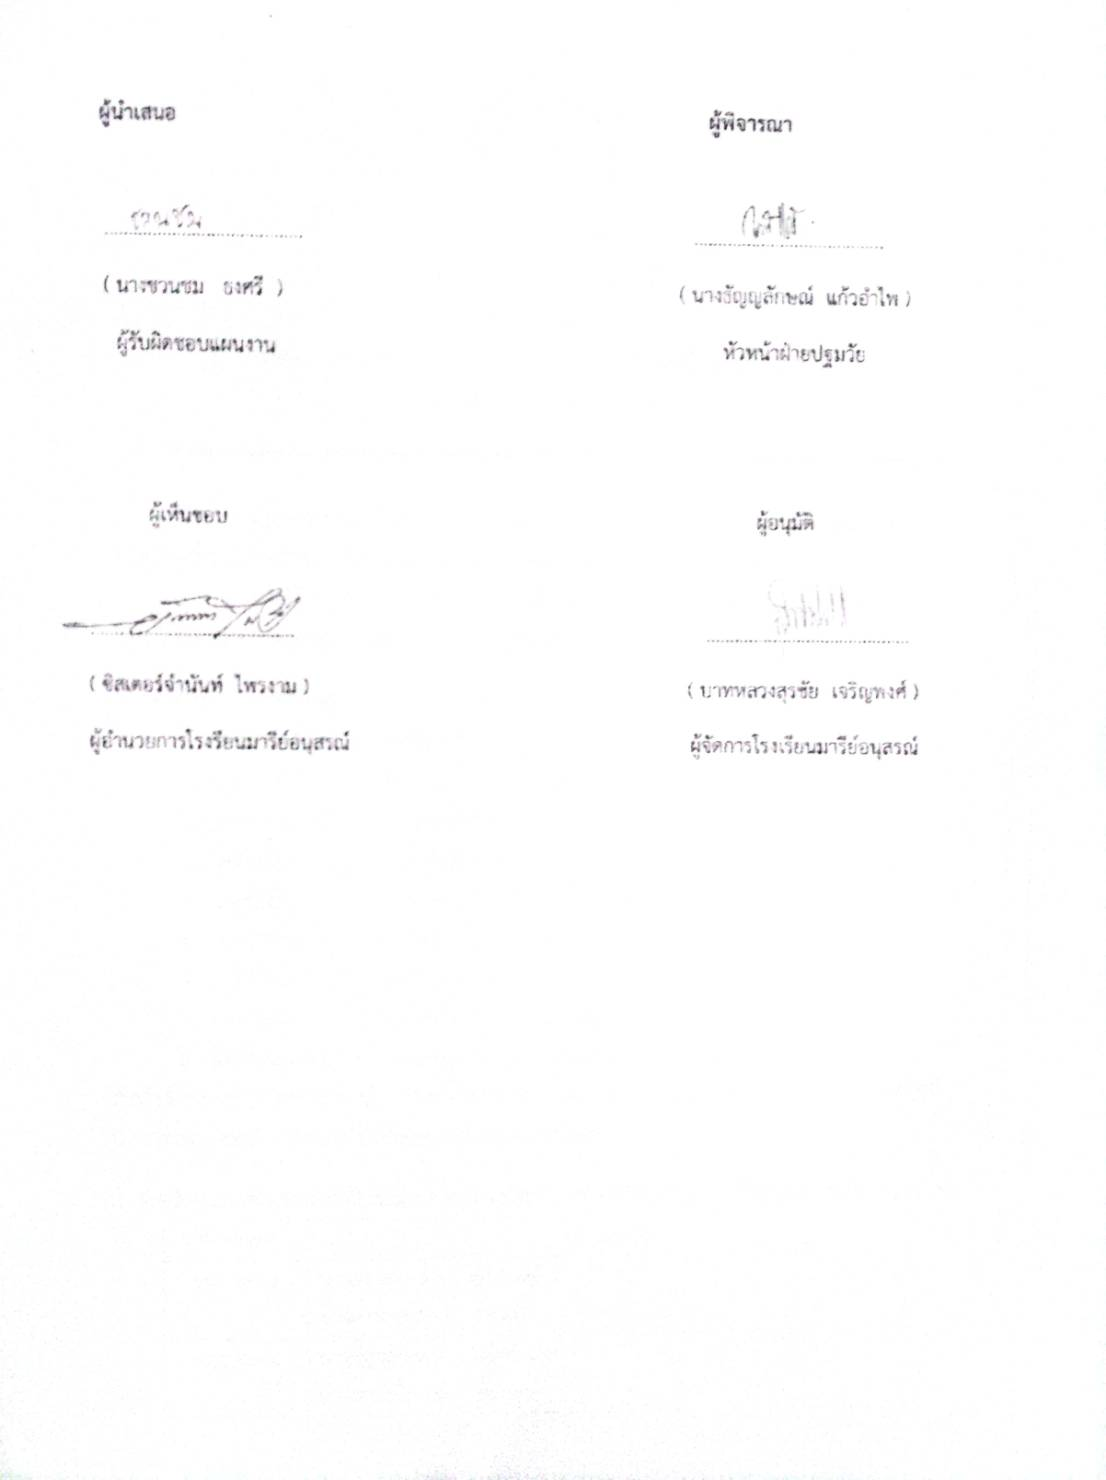 ผู้นำเสนอ
ผู้พิจารณา
ชวนชม
(นางชวนชม ธงศรี )
(นางธัญญลักษณ์ แก้วอำไพ)
ผู้รับผิดชอบแผนงาน
หัวหน้าฝ่ายปฐมวัย
ผู้เห็นชอบ
ผู้อนุมัติ
(ซิสเตอร์จำนันท์ ไพรงาม)
(บาทหลวงสุรชัย เจริญพงศ์)
ผู้อำนวยการโรงเรียนมารีย์อนุสรณ์
ผู้จัดการโรงเรียนมารีย์อนุสรณ์